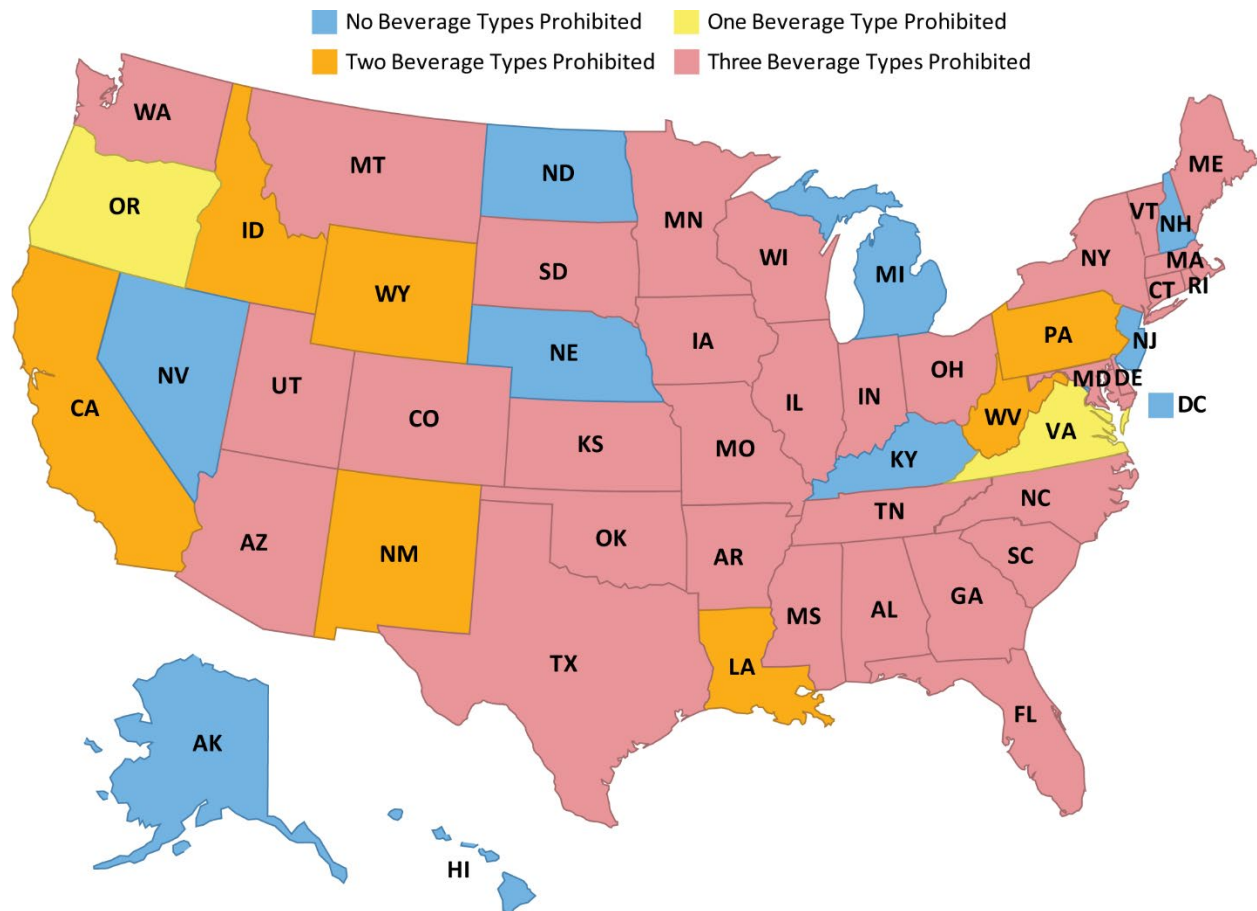 No Beverage Types Prohibited
One Beverage Type Prohibited
Two Beverage Types Prohibited
Three Beverage Types Prohibited
WA
MT
ND
MN
ME
OR
ID
SD
WI
MI
VT
NH
NY
MA
CT
RI
WY
NE
IA
PA
NJ
NV
UT
CO
KS
MO
IL
IN
OH
WV
MD
DE
DC
VA
CA
KY
AZ
NM
OK
AR
TN
NC
SC
TX
LA
MS
AL
GA
FL
AK
HI